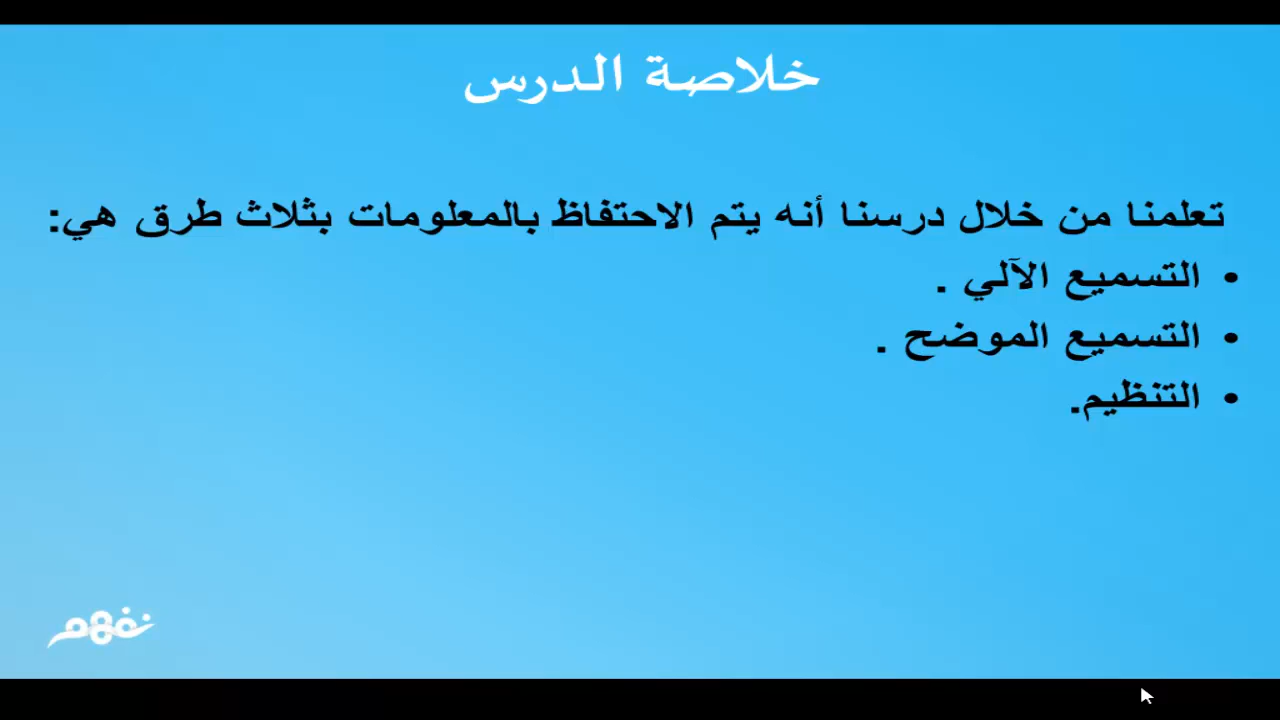 خلاصة الدرس
تعلمنا من خلال درسنا أنه يتم الاحتفاظ بالمعلومات بثلاث طرق هي:
• التسميع الآلي .
• التسميع الموضح .
• التنظيم.
نفهم